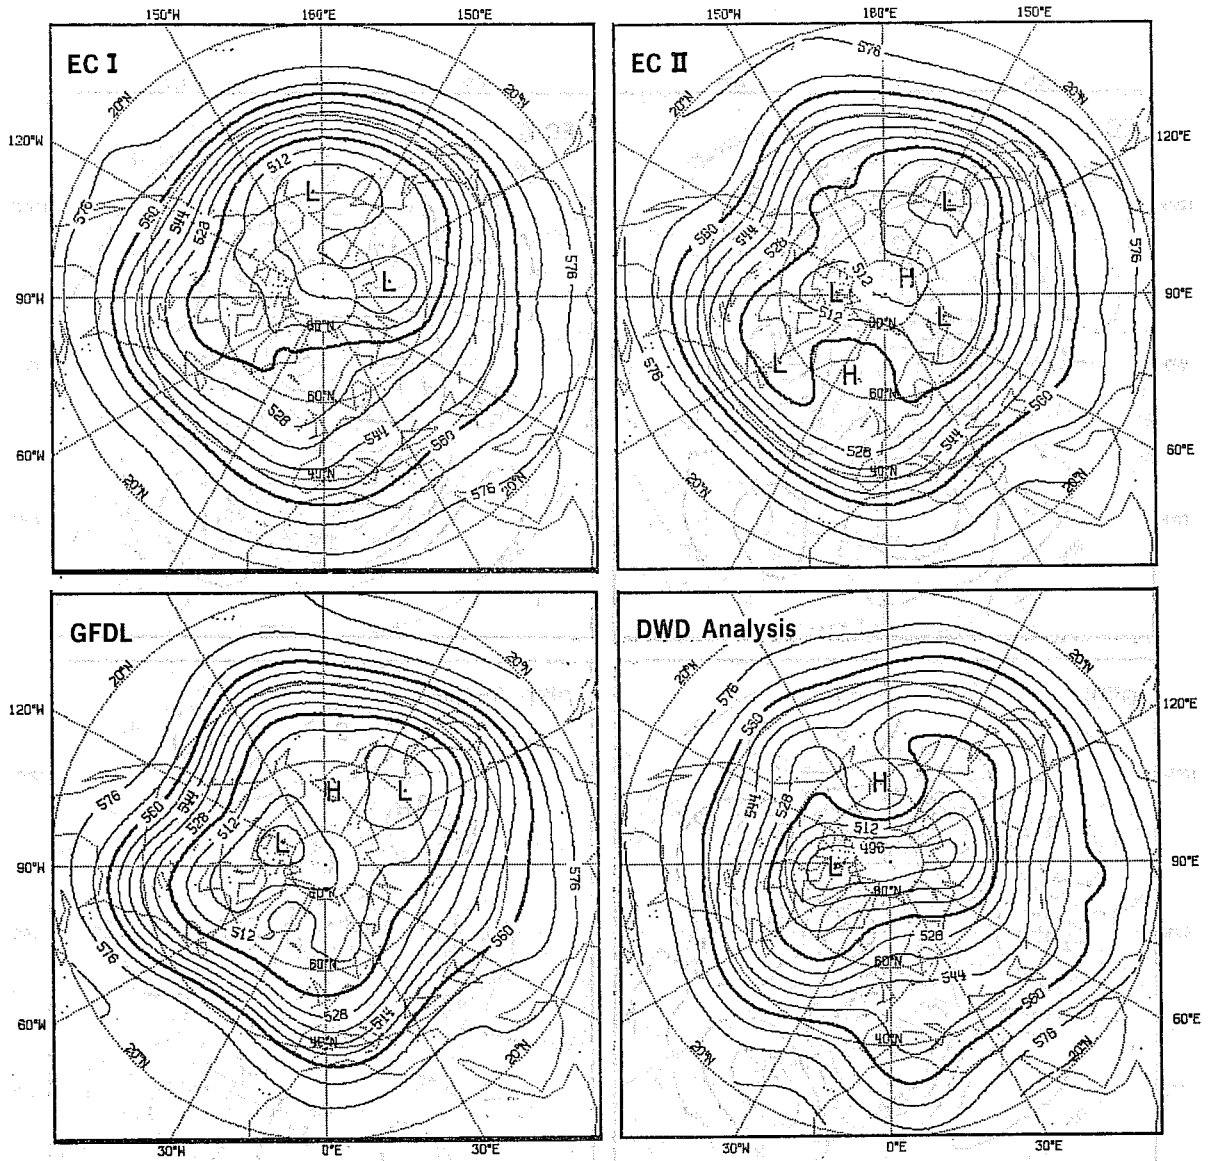 150°W 180°E 150°E 150°W 180°E 150°E
EC I
EC II
576
20°N 20°N 20°N 20°N
120°W 120°E
512
L L
576 560 544 528
560 544 528
576 576
512 H
L L
90°W 90°E
80°N 512 80°N L
L H
576
60°N 60°N
528 544 560 528 544 560
60°W 60°E
40°N 40°N
20°N 576 20°N 20°N 20°N
GFDL
DWD Analysis
20°N 20°N 576 20°N
560
120°W 120°E
H L H
576 560 544 528 512
544 528 512
L 496
90°W L 90°E
576
80°N 80°N
512 560 528
576 60°N 60°N 544
528 544 560
60°W 60°E
40°N 40°N 576
20°N 20°N 20°N 20°N
30°W 0°E 30°E 30°W 0°E 30°E